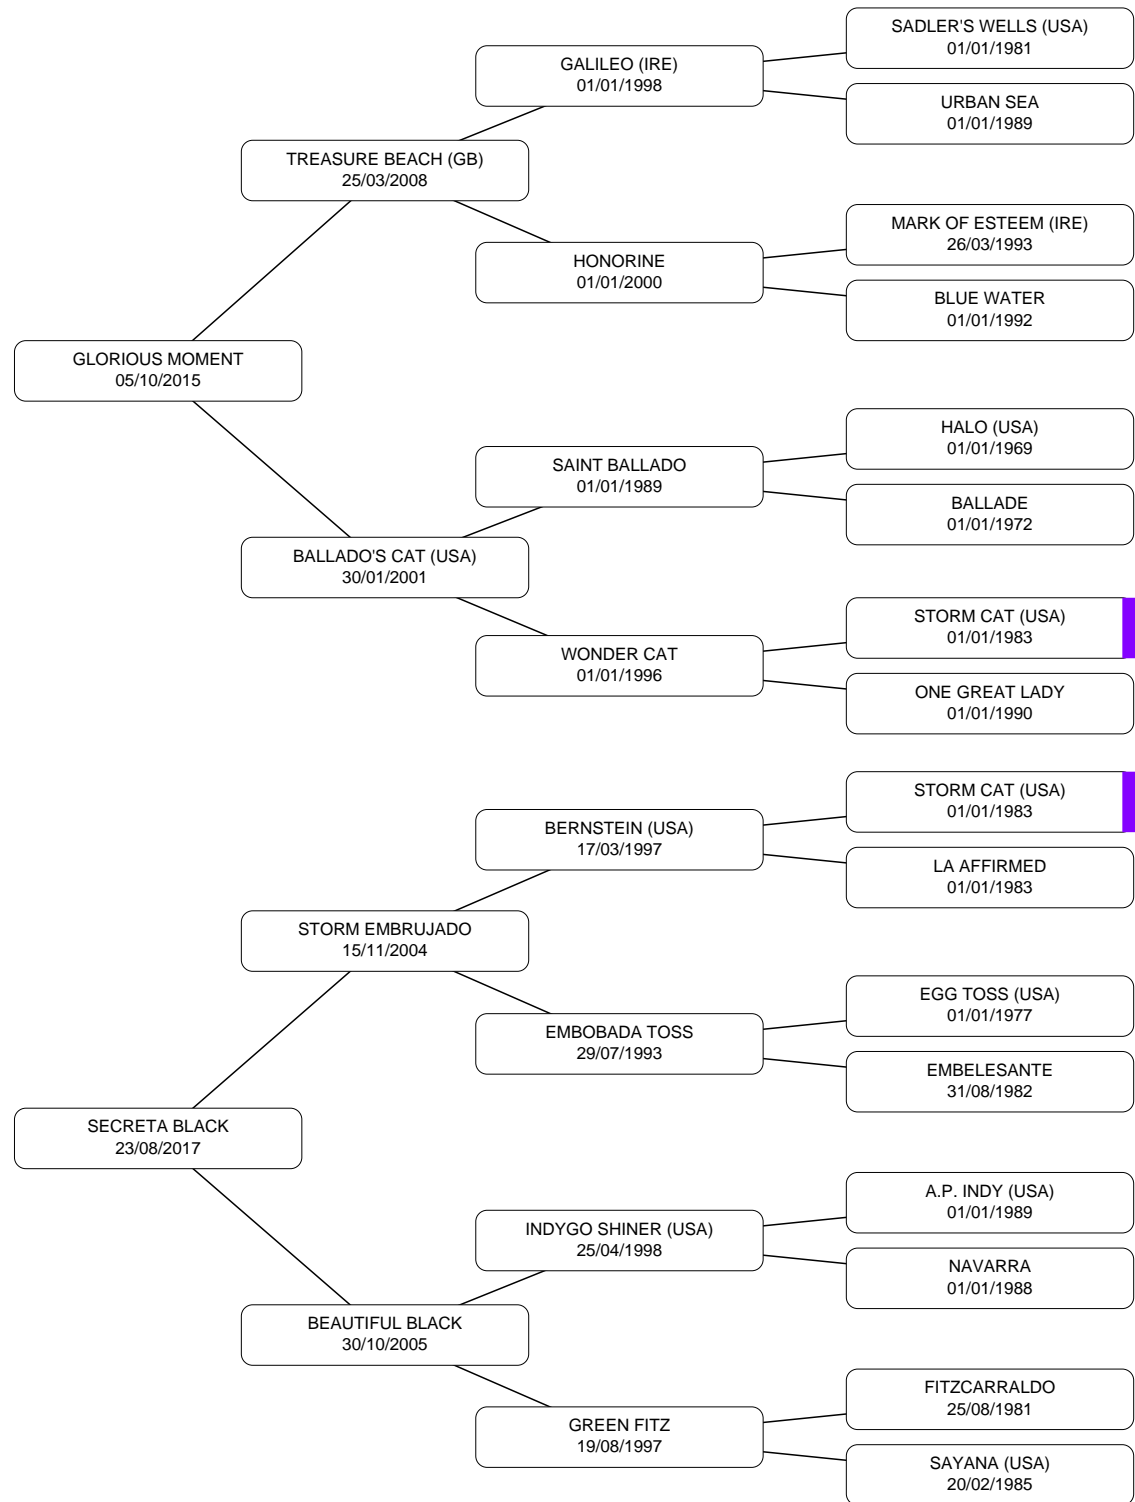 SADLER'S WELLS (USA)
01/01/1981
GALILEO (IRE)
01/01/1998
URBAN SEA
01/01/1989
TREASURE BEACH (GB)
25/03/2008
MARK OF ESTEEM (IRE)
26/03/1993
HONORINE
01/01/2000
BLUE WATER
01/01/1992
GLORIOUS MOMENT
05/10/2015
HALO (USA)
01/01/1969
SAINT BALLADO
01/01/1989
BALLADE
01/01/1972
BALLADO'S CAT (USA)
30/01/2001
STORM CAT (USA)
01/01/1983
WONDER CAT
01/01/1996
ONE GREAT LADY
01/01/1990
STORM CAT (USA)
01/01/1983
BERNSTEIN (USA)
17/03/1997
LA AFFIRMED
01/01/1983
STORM EMBRUJADO
15/11/2004
EGG TOSS (USA)
01/01/1977
EMBOBADA TOSS
29/07/1993
EMBELESANTE
31/08/1982
SECRETA BLACK
23/08/2017
A.P. INDY (USA)
01/01/1989
INDYGO SHINER (USA)
25/04/1998
NAVARRA
01/01/1988
BEAUTIFUL BLACK
30/10/2005
FITZCARRALDO
25/08/1981
GREEN FITZ
19/08/1997
SAYANA (USA)
20/02/1985